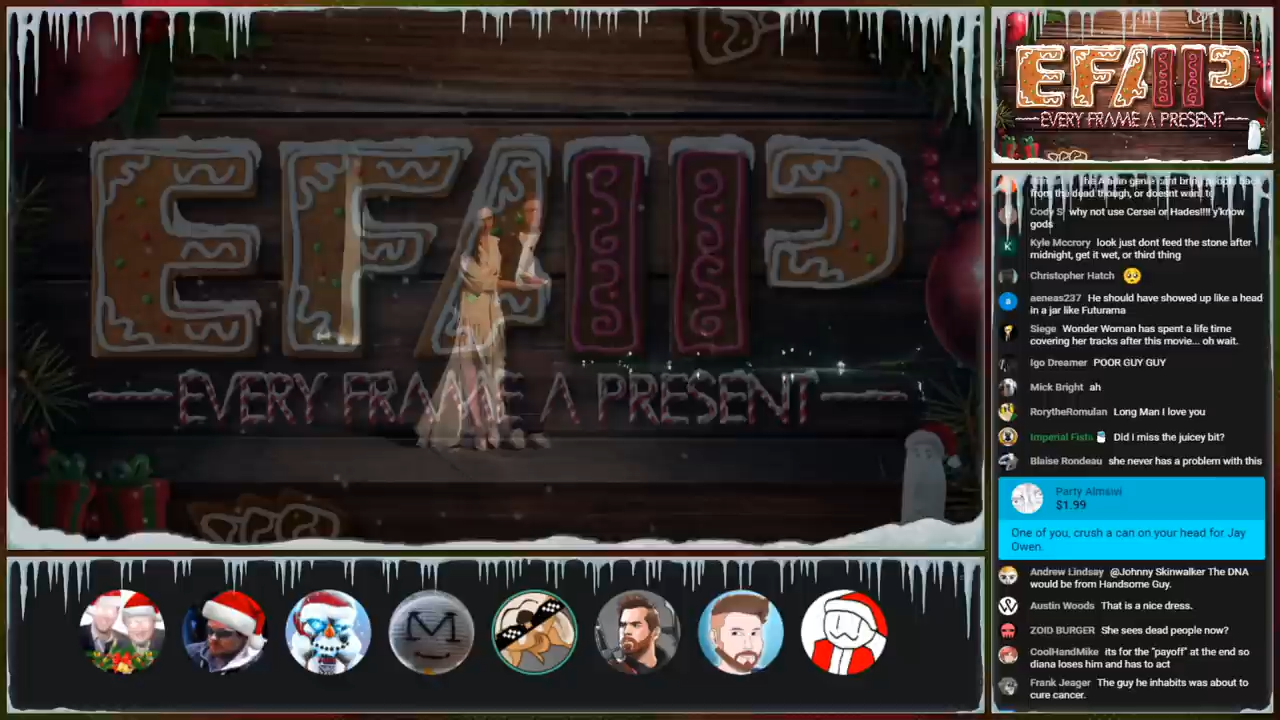 EFAP
EVERY FRAME A PRESENT
EFAP
EVERY FRAME A PRESENT
from the dead though, or doesnt want to
Cody S why not use Cersei or Hades!!!! y'know
gods
K
Kyle Mccrory look just dont feed the stone after
midnight, get it wet, or third thing
Christopher Hatch 🥺
a
aeneas237 He should have showed up like a head
in a jar like Futurama
Siege Wonder Woman has spent a life time
covering her tracks after this movie... oh wait.
Igo Dreamer POOR GUY GUY
Mick Bright ah
RorytheRomulan Long Man I love you
Imperial Fists Did I miss the juicey bit?
Blaise Rondeau she never has a problem with this
Party Almsivi
$1.99
One of you, crush a can on your head for Jay
Owen.
Andrew Lindsay @Johnny Skinwalker The DNA
would be from Handsome Guy.
Austin Woods That is a nice dress.
ZOID BURGER She sees dead people now?
CoolHandMike its for the "payoff" at the end so
diana loses him and has to act
Frank Jeager The guy he inhabits was about to
cure cancer.
M